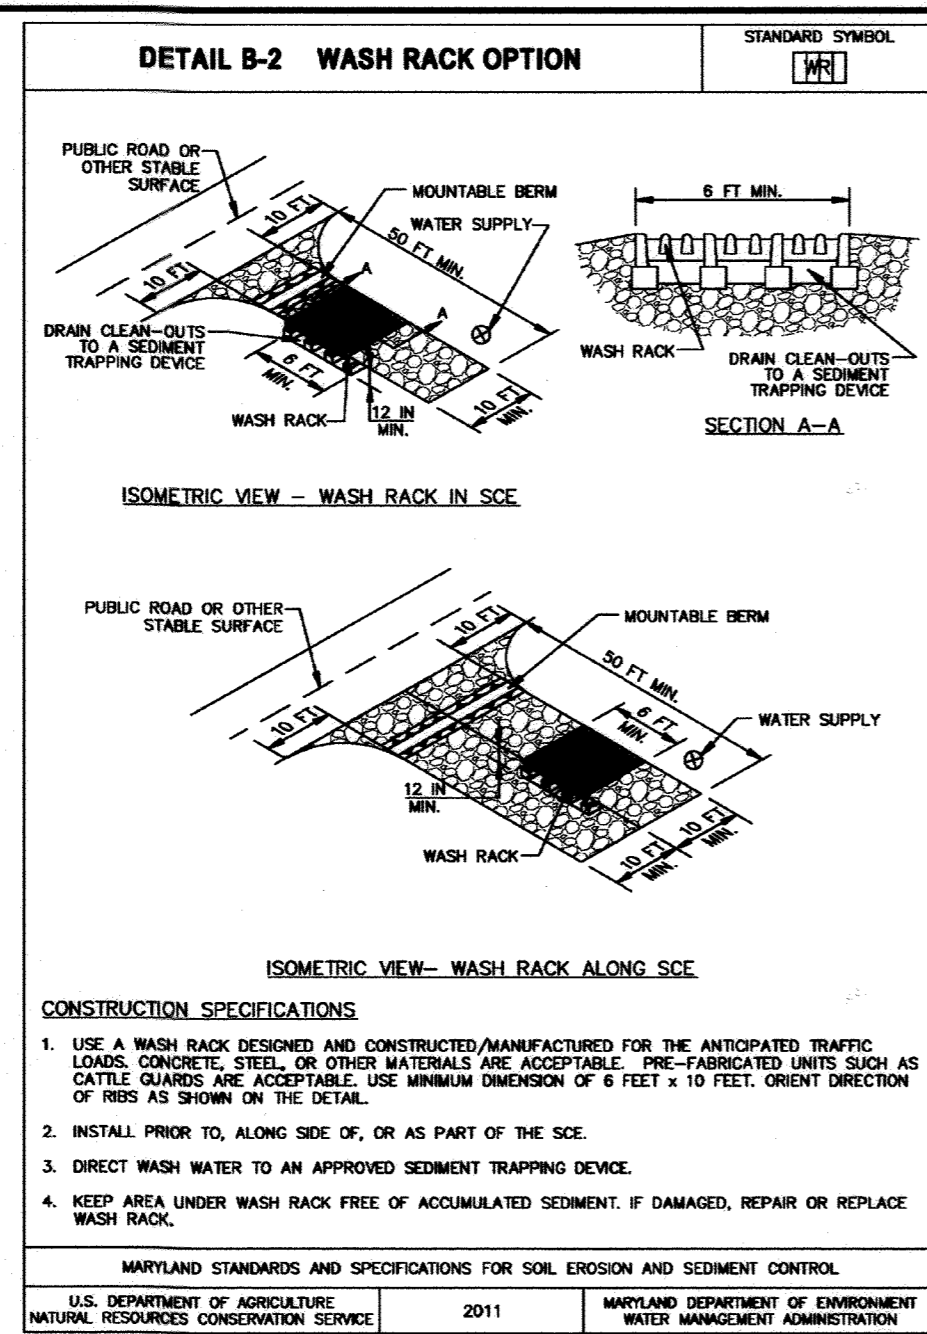 DETAIL B-2 WASH RACK OPTION
STANDARD SYMBOL
WR
PUBLIC ROAD OR
OTHER STABLE
SURFACE
10 FT
MOUNTABLE BERM
WATER SUPPLY
50 FT MIN.
10 FT
A
A
DRAIN CLEAN-OUTS
TO A SEDIMENT
TRAPPING DEVICE
6 FT
MIN.
WASH RACK
12 IN
MIN.
10 FT
MIN.
6 FT MIN.
WASH RACK
DRAIN CLEAN-OUTS
TO A SEDIMENT
TRAPPING DEVICE
SECTION A-A
ISOMETRIC VIEW - WASH RACK IN SCE
PUBLIC ROAD OR OTHER
STABLE SURFACE
10 FT
MOUNTABLE BERM
50 FT MIN.
10 FT
6 FT
MIN.
WATER SUPPLY
12 IN
MIN.
WASH RACK
10 FT
MIN.
10 FT
MIN.
ISOMETRIC VIEW- WASH RACK ALONG SCE
CONSTRUCTION SPECIFICATIONS
1. USE A WASH RACK DESIGNED AND CONSTRUCTED/MANUFACTURED FOR THE ANTICIPATED TRAFFIC
LOADS. CONCRETE, STEEL, OR OTHER MATERIALS ARE ACCEPTABLE. PRE-FABRICATED UNITS SUCH AS
CATTLE GUARDS ARE ACCEPTABLE. USE MINIMUM DIMENSION OF 6 FEET x 10 FEET. ORIENT DIRECTION
OF RIBS AS SHOWN ON THE DETAIL.
2. INSTALL PRIOR TO, ALONG SIDE OF, OR AS PART OF THE SCE.
3. DIRECT WASH WATER TO AN APPROVED SEDIMENT TRAPPING DEVICE.
4. KEEP AREA UNDER WASH RACK FREE OF ACCUMULATED SEDIMENT. IF DAMAGED, REPAIR OR REPLACE
WASH RACK.
MARYLAND STANDARDS AND SPECIFICATIONS FOR SOIL EROSION AND SEDIMENT CONTROL
U.S. DEPARTMENT OF AGRICULTURE
NATURAL RESOURCES CONSERVATION SERVICE
2011
MARYLAND DEPARTMENT OF ENVIRONMENT
WATER MANAGEMENT ADMINISTRATION